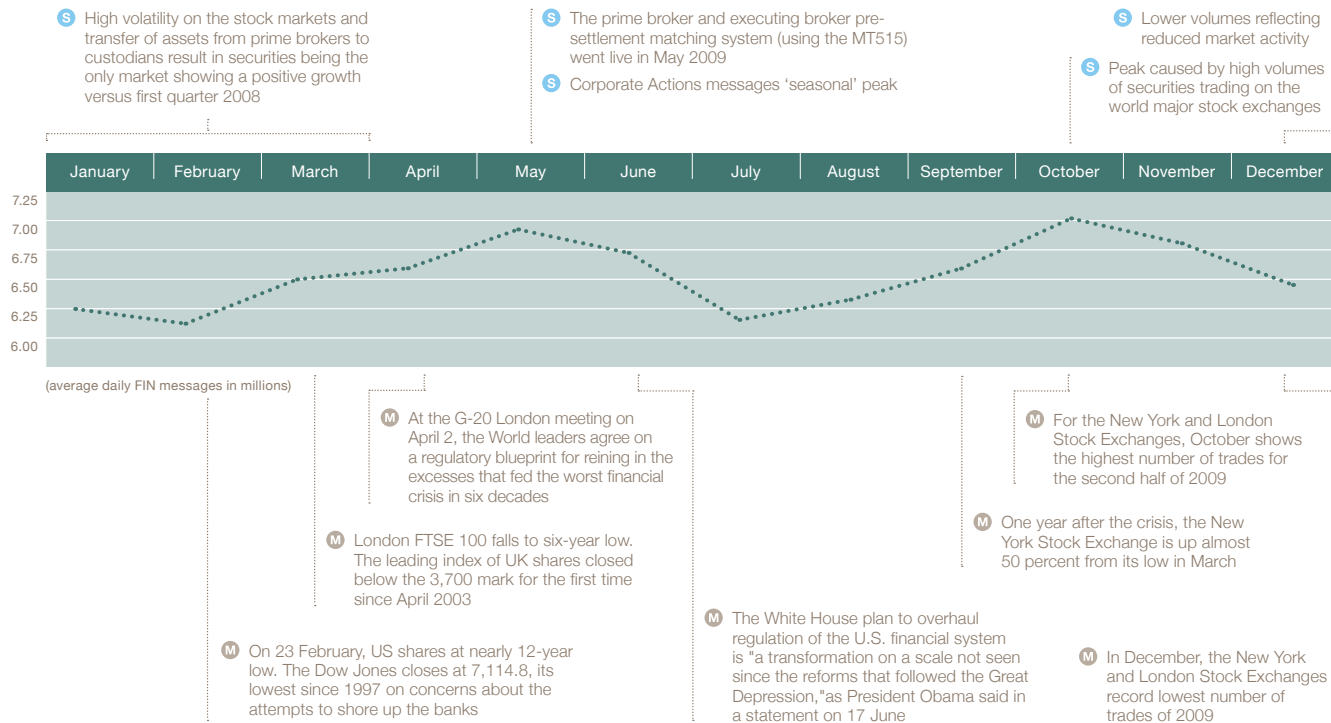 S High volatility on the stock markets and
transfer of assets from prime brokers to
custodians result in securities being the
only market showing a positive growth
versus first quarter 2008
S The prime broker and executing broker pre-
settlement matching system (using the MT515)
went live in May 2009
S Corporate Actions messages ‘seasonal’ peak
S Lower volumes reflecting
reduced market activity
S Peak caused by high volumes
of securities trading on the
world major stock exchanges
January February March April May June July August September October November December
7.25
7.00
6.75
6.50
6.25
6.00
(average daily FIN messages in millions)
M At the G-20 London meeting on
April 2, the World leaders agree on
a regulatory blueprint for reining in the
excesses that fed the worst financial
crisis in six decades
M For the New York and London
Stock Exchanges, October shows
the highest number of trades for
the second half of 2009
M London FTSE 100 falls to six-year low.
The leading index of UK shares closed
below the 3,700 mark for the first time
since April 2003
M One year after the crisis, the New
York Stock Exchange is up almost
50 percent from its low in March
M On 23 February, US shares at nearly 12-year
low. The Dow Jones closes at 7,114.8, its
lowest since 1997 on concerns about the
attempts to shore up the banks
M The White House plan to overhaul
regulation of the U.S. financial system
is "a transformation on a scale not seen
since the reforms that followed the Great
Depression,"as President Obama said in
a statement on 17 June
M In December, the New York
and London Stock Exchanges
record lowest number of
trades of 2009